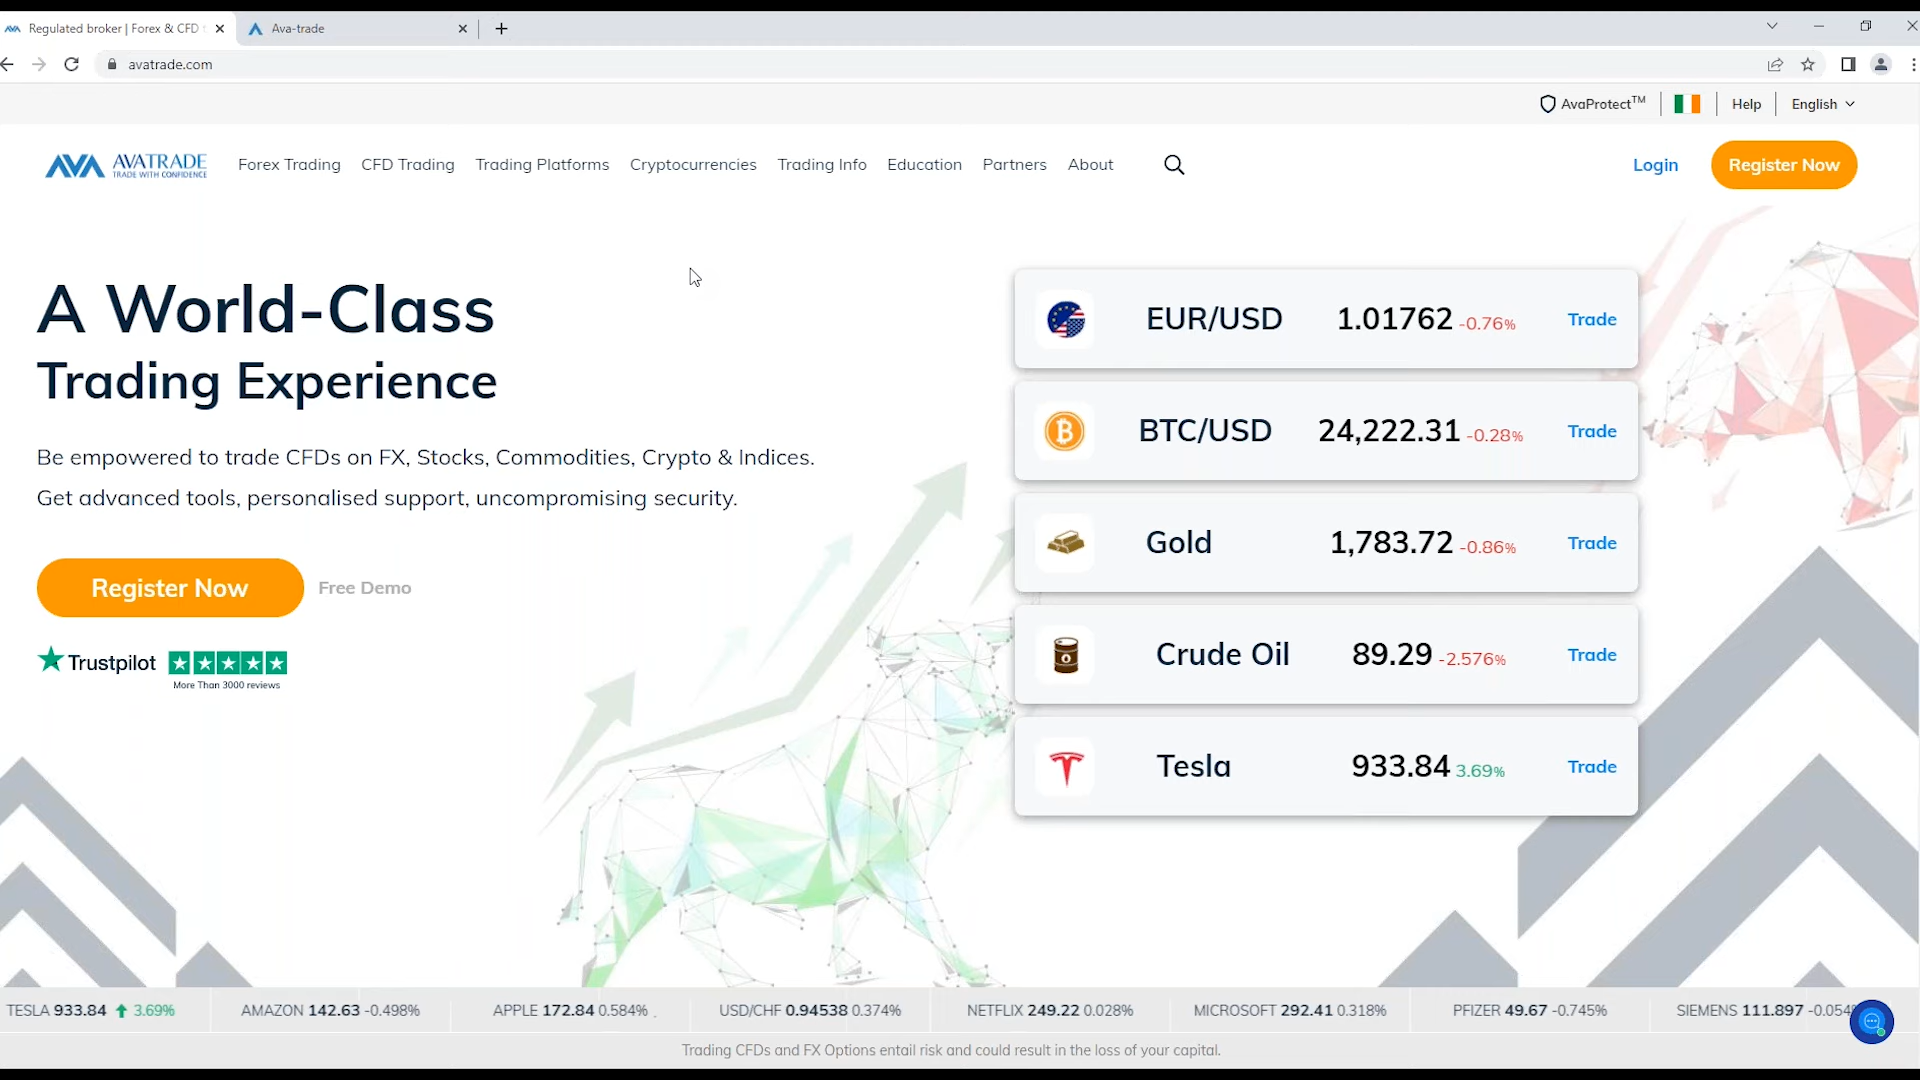 Regulated broker | Forex & CFD
Ava-trade
avatrade.com
AvaProtect™
Help
English
AVATRADE
TRADE WITH CONFIDENCE
Forex Trading
CFD Trading
Trading Platforms
Cryptocurrencies
Trading Info
Education
Partners
About
Login
Register Now
A World-Class
Trading Experience
Be empowered to trade CFDs on FX, Stocks, Commodities, Crypto & Indices.
Get advanced tools, personalised support, uncompromising security.
Register Now
Free Demo
Trustpilot
More Than 3000 reviews
EUR/USD 1.01762 -0.76% Trade
BTC/USD 24,222.31 -0.28% Trade
Gold 1,783.72 -0.86% Trade
Crude Oil 89.29 -2.576% Trade
Tesla 933.84 3.69% Trade
TESLA 933.84 3.69% AMAZON 142.63 -0.498% APPLE 172.84 0.584% USD/CHF 0.94538 0.374% NETFLIX 249.22 0.028% MICROSOFT 292.41 0.318% PFIZER 49.67 -0.745% SIEMENS 111.897 -0.054
Trading CFDs and FX Options entail risk and could result in the loss of your capital.